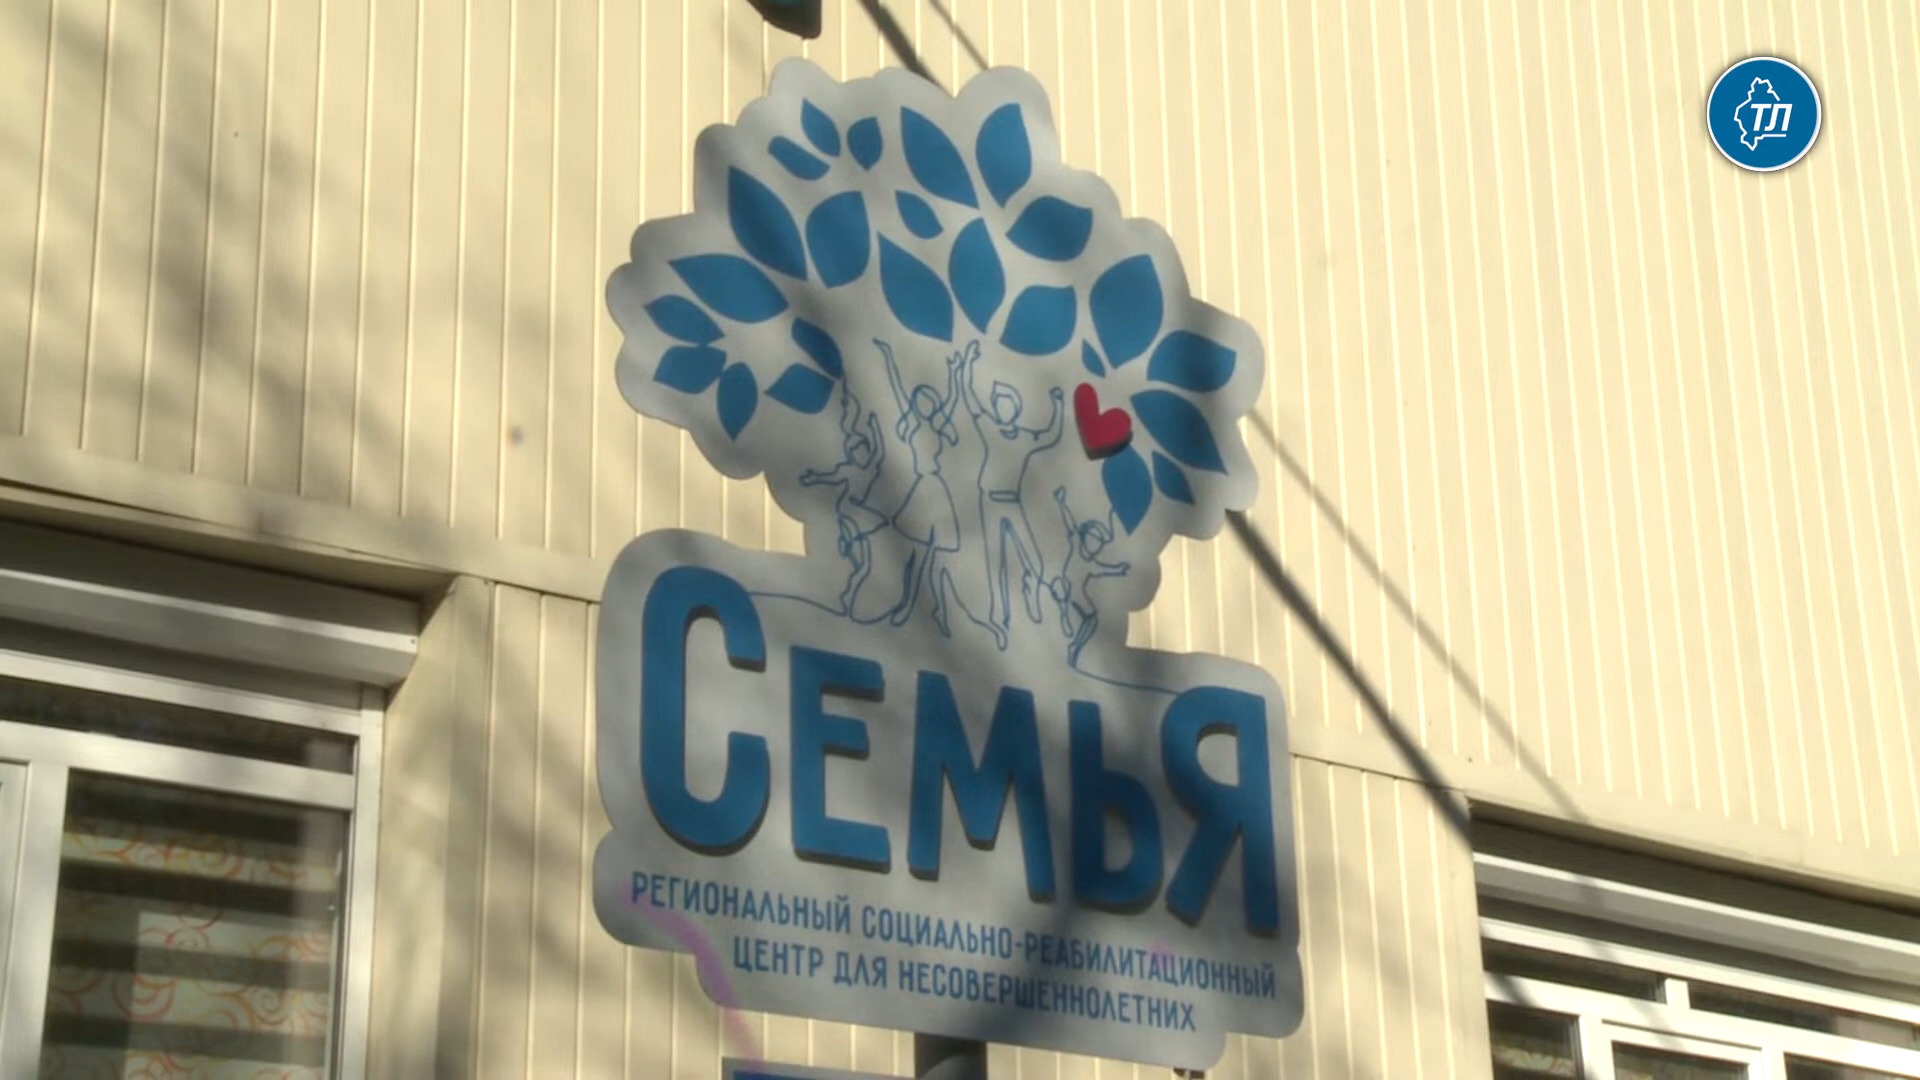 ТЛ
Семья
РЕГИОНАЛЬНЫЙ СОЦИАЛЬНО-РЕАБИЛИТАЦИОННЫЙ
ЦЕНТР ДЛЯ НЕСОВЕРШЕННОЛЕТНИХ